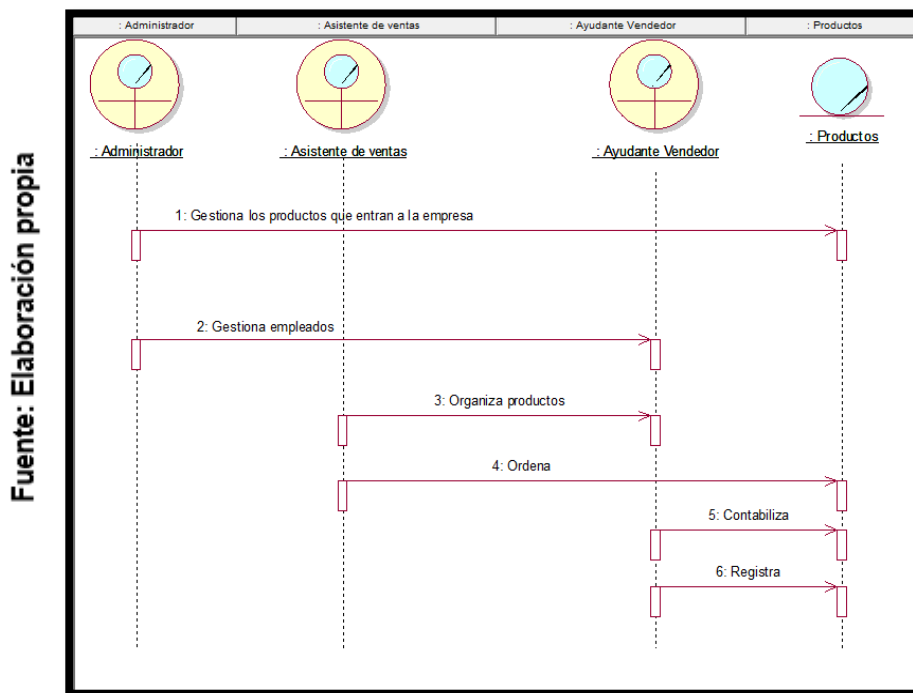 : Administrador
: Asistente de ventas
: Ayudante Vendedor
: Productos
: Administrador
: Asistente de ventas
: Ayudante Vendedor
: Productos
1: Gestiona los productos que entran a la empresa
2: Gestiona empleados
3: Organiza productos
4: Ordena
5: Contabiliza
6: Registra
Fuente: Elaboración propia